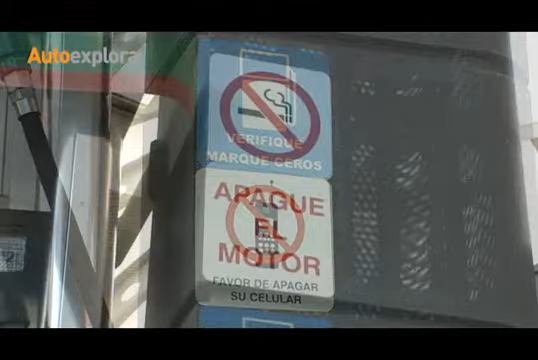 Autoexplora
VERIFIQUE
MARQUE CEROS
APAGUE
EL
MOTOR
FAVOR DE APAGAR
SU CELULAR